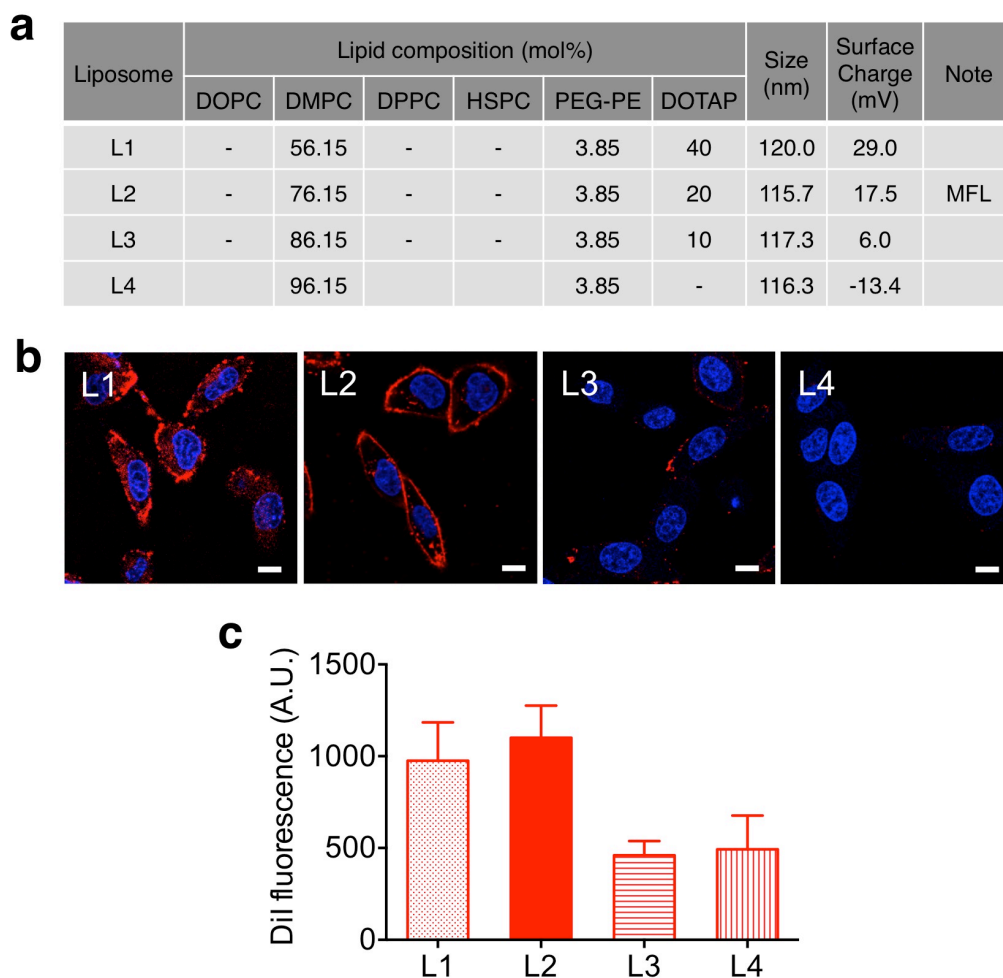 a
Liposome Lipid composition (mol%) Size (nm) Surface Charge (mV) Note
DOPC DMPC DPPC HSPC PEG-PE DOTAP
L1 - 56.15 - - 3.85 40 120.0 29.0
L2 - 76.15 - - 3.85 20 115.7 17.5 MFL
L3 - 86.15 - - 3.85 10 117.3 6.0
L4 96.15 3.85 - 116.3 -13.4
b
L1 L2 L3 L4
c
DiI fluorescence (A.U.)
1500
1000
500
0
L1 L2 L3 L4